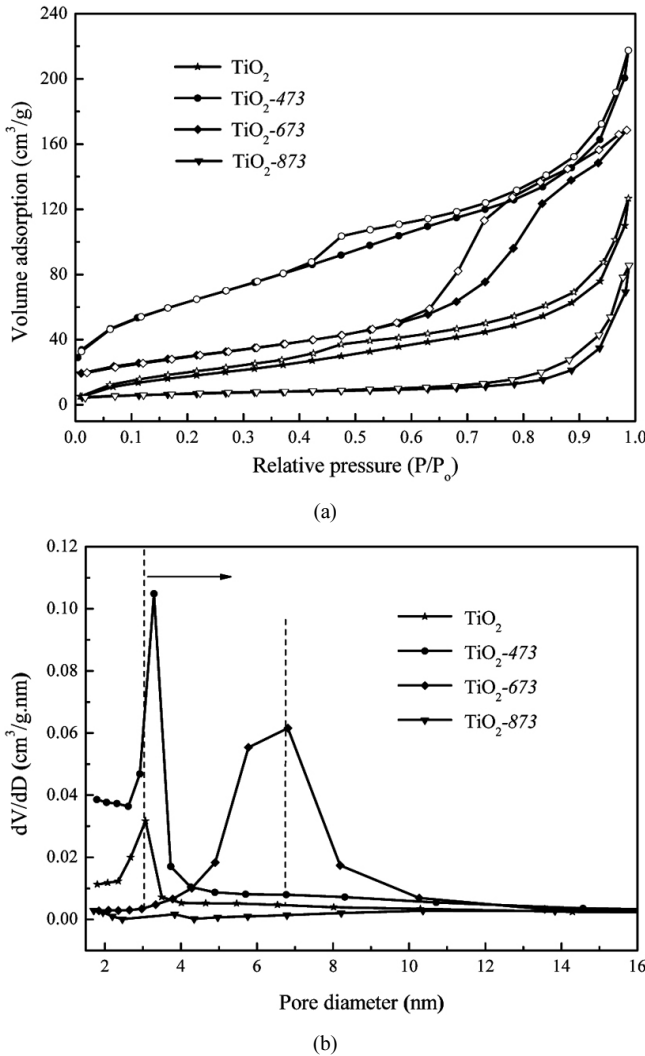 240
200
160
120
80
40
0
Volume adsorption (cm³/g)
TiO₂
TiO₂-473
TiO₂-673
TiO₂-873
0.0 0.1 0.2 0.3 0.4 0.5 0.6 0.7 0.8 0.9 1.0
Relative pressure (P/Pₒ)
(a)
0.12
0.10
0.08
0.06
0.04
0.02
0.00
dV/dD (cm³/g.nm)
TiO₂
TiO₂-473
TiO₂-673
TiO₂-873
2 4 6 8 10 12 14 16
Pore diameter (nm)
(b)